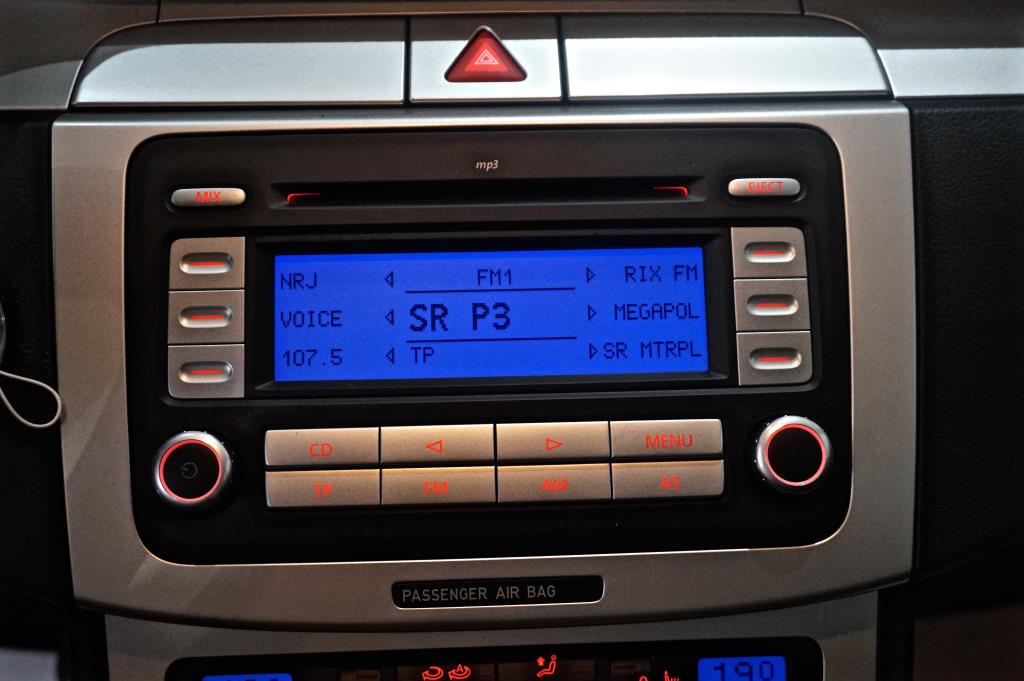 mp3
MIX
EJECT
NRJ FM1 RIX FM
VOICE SR P3 MEGAPOL
107.5 TP SR MTRPL
CD MENU
TP FM AM AS
PASSENGER AIR BAG